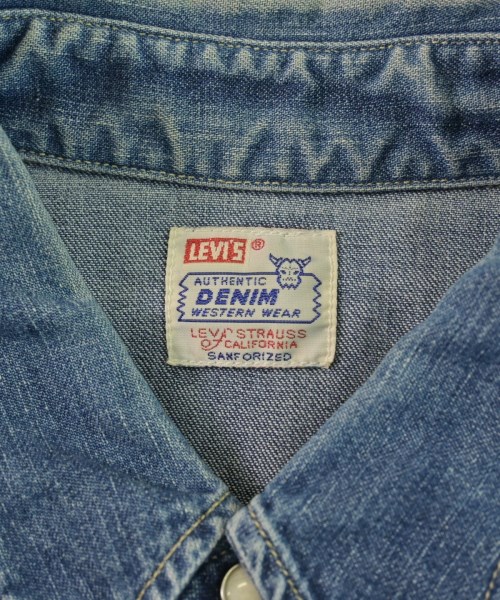 LEVI'S ®
AUTHENTIC
DENIM
WESTERN WEAR
LEVI STRAUSS
OF CALIFORNIA
SANFORIZED